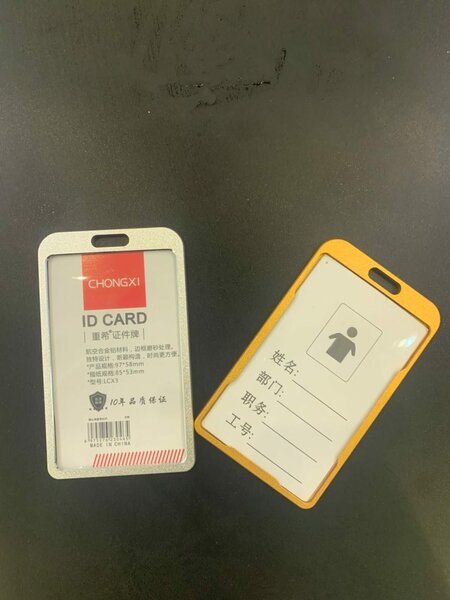 CHONGXI
ID CARD
重希®证件牌
航空合金铝材料，边框磨砂处理。
独特设计，新颖构造，时尚更方便。
*产品规格:97*58mm
*插纸规格:85*53mm
*型号:LCX3
10年品质保证
MADE IN CHINA
姓名:
部门:
职务:
工号: